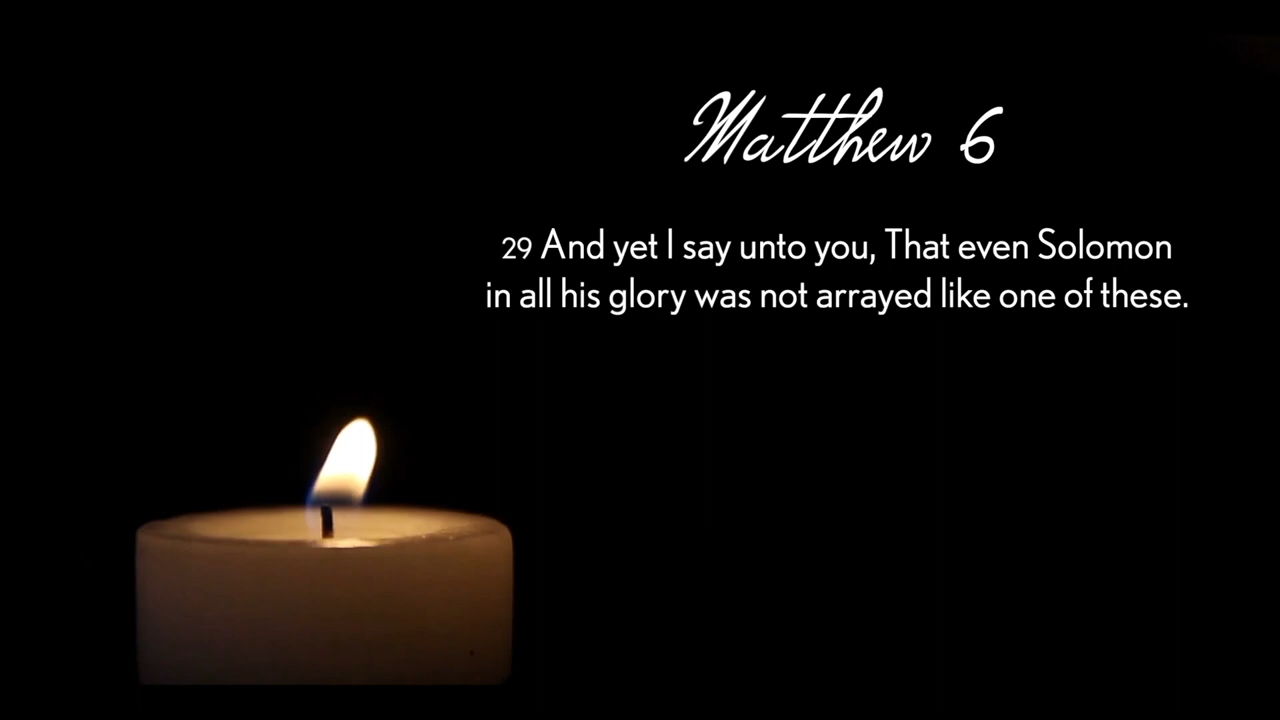 Matthew 6
29 And yet I say unto you, That even Solomon
in all his glory was not arrayed like one of these.